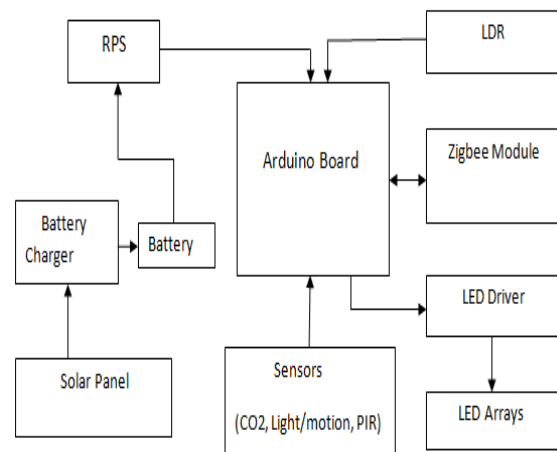 RPS
LDR
Arduino Board
Zigbee Module
Battery
Charger
Battery
LED Driver
Solar Panel
Sensors
(CO2, Light/motion, PIR)
LED Arrays